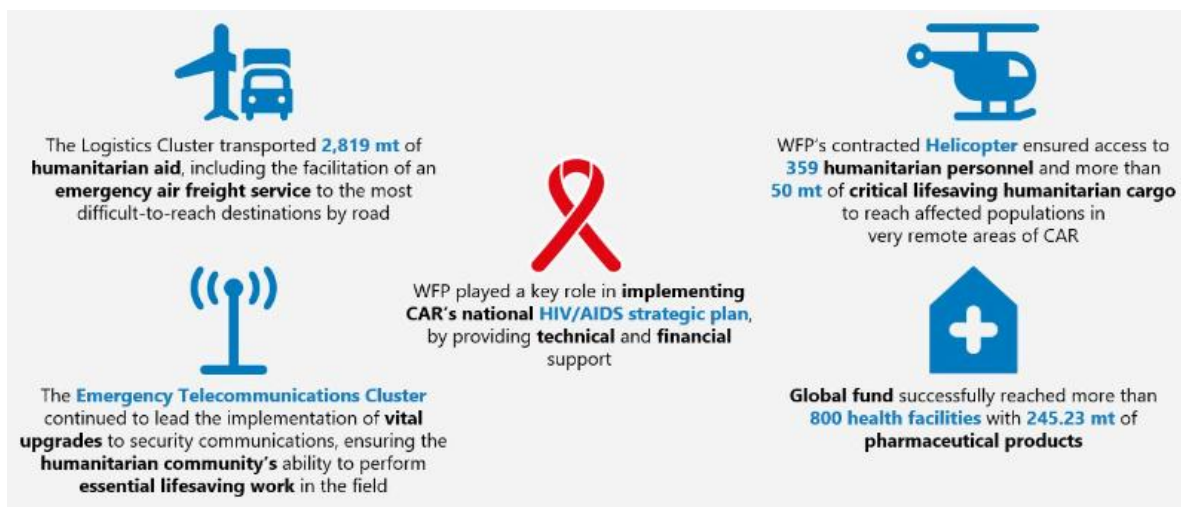 The Logistics Cluster transported 2,819 mt of
humanitarian aid, including the facilitation of an
emergency air freight service to the most
difficult-to-reach destinations by road
WFP's contracted Helicopter ensured access to
359 humanitarian personnel and more than
50 mt of critical lifesaving humanitarian cargo
to reach affected populations in
very remote areas of CAR
WFP played a key role in implementing
CAR's national HIV/AIDS strategic plan,
by providing technical and financial
support
The Emergency Telecommunications Cluster
continued to lead the implementation of vital
upgrades to security communications, ensuring the
humanitarian community's ability to perform
essential lifesaving work in the field
Global fund successfully reached more than
800 health facilities with 245.23 mt of
pharmaceutical products